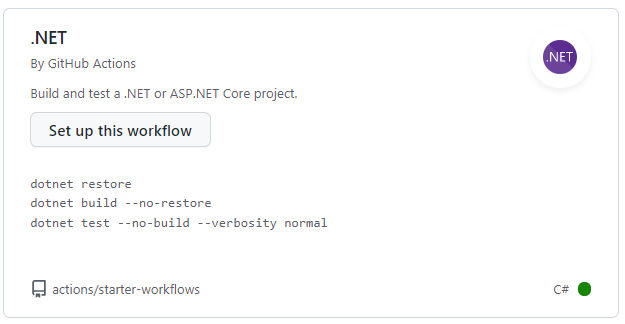 .NET
By GitHub Actions
.NET
Build and test a .NET or ASP.NET Core project.
Set up this workflow
dotnet restore
dotnet build --no-restore
dotnet test --no-build --verbosity normal
actions/starter-workflows
C#